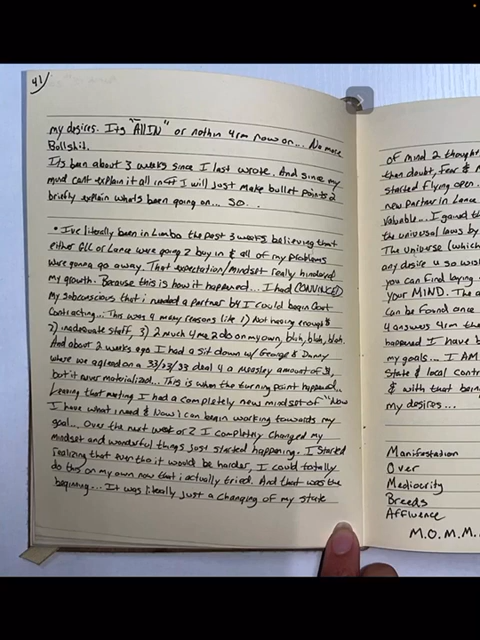 41
my desires. Its "All IN" or nothin 4rm now on... No more
Bullshit.
Its been about 3 weeks since I last wrote. And since my
mind cant explain it all in 1 I will just make bullet points 2
briefly explain whats been going on... so...
• I've literally been in Limbo the past 3 weeks believing that
either GLL or Lance were going 2 buy in & all of my problems
were gonna go away. That expectation/mindset really hindered
my growth. Because this is how it happened... I had (CONVINCED)
my subconscious that i needed a partner b4 I could begin Govt
Contracting... This was 4 many reasons like 1) Not having enough $
2) inadequate staff, 3) 2 much 4 me 2 do on my own, blah, blah, blah.
And about 2 weeks ago I had a sit down w/ George & Danny
where we agreed on a 33/33/33 deal 4 a measley amount of $,
but it never materialized... This is when the turning point happened..
Leaving that meeting I had a completely new mindset of "Now
I have what i need & Now i can begin working towards my
goal... Over the next week or 2 I completely changed my
mindset and wonderful things just started happening. I started
realizing that even tho it would be harder, I could totally
do this on my own now that i actually tried. And that was the
beginning... It was literally just a changing of my state
of mind 2 thought
than doubt, fear &
started flying open.
new partner in Lance
valuable... I gained
the universal laws by
The Universe (which
any desire u so wish
you can find laying
your MIND. The a
can be found once
4 answers 4rm the
happened I have b
my goals... I AM
State & local contr
& with that bein
my desires...
Manifestation
Over
Mediocrity
Breeds
Affluence
M.O.M.M.